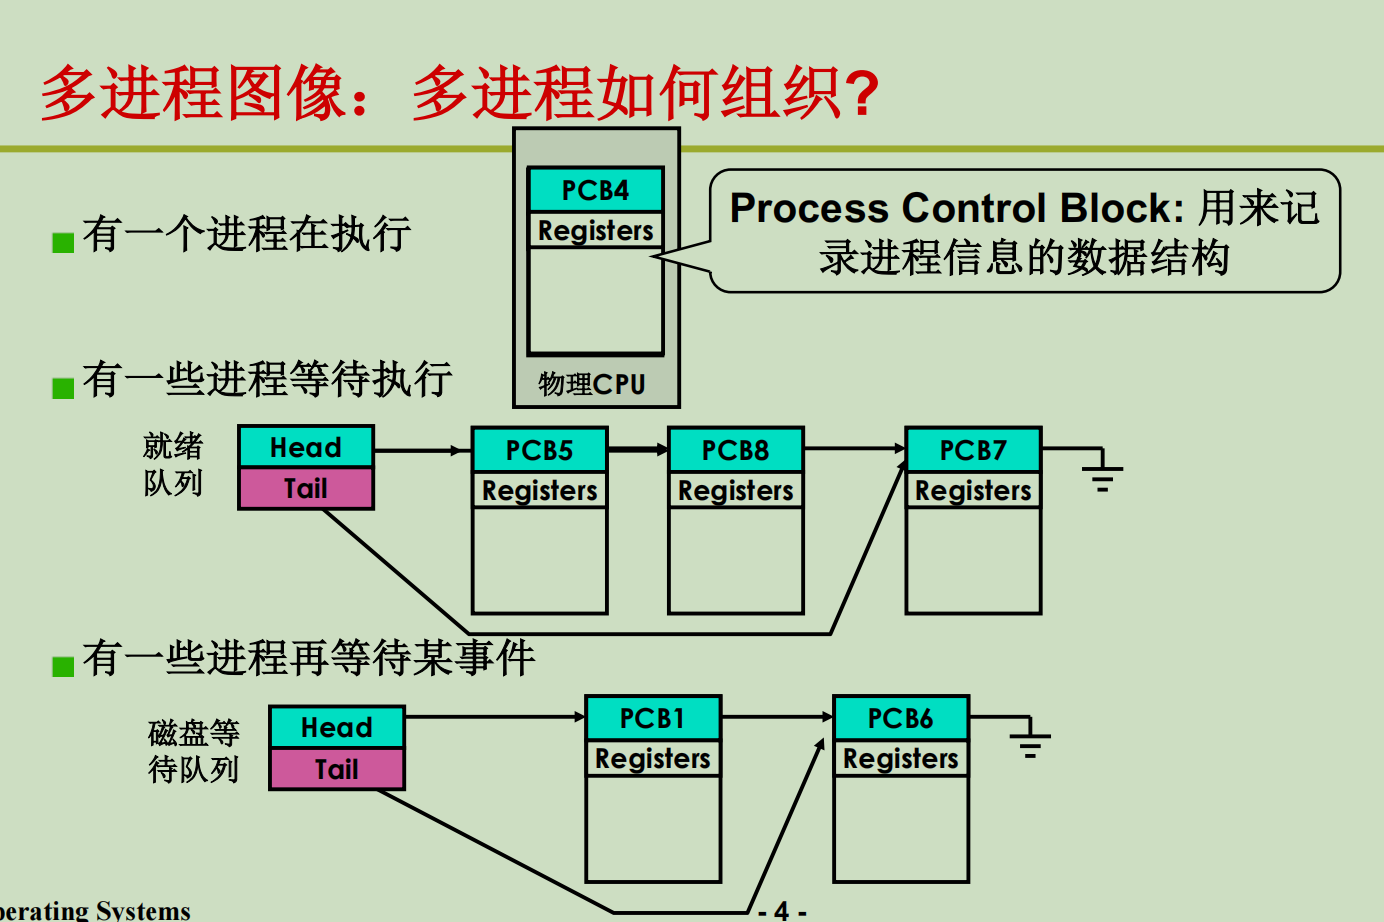 多进程图像：多进程如何组织?
PCB4
Registers
物理CPU
Process Control Block: 用来记
录进程信息的数据结构
有一个进程在执行
有一些进程等待执行
就绪
队列
Head
Tail
PCB5
Registers
PCB8
Registers
PCB7
Registers
有一些进程再等待某事件
磁盘等
待队列
Head
Tail
PCB1
Registers
PCB6
Registers
perating Systems
- 4 -